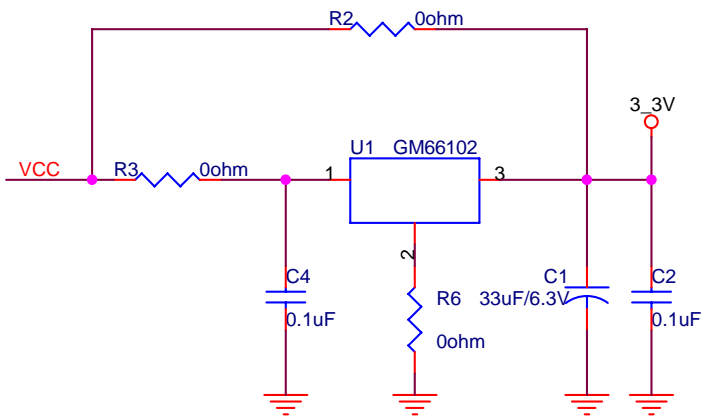 R2 0ohm
3_3V
U1 GM66102
VCC R3 0ohm 1 3
2
C4 R6 C1 C2
33uF/6.3V
0.1uF 0ohm 0.1uF